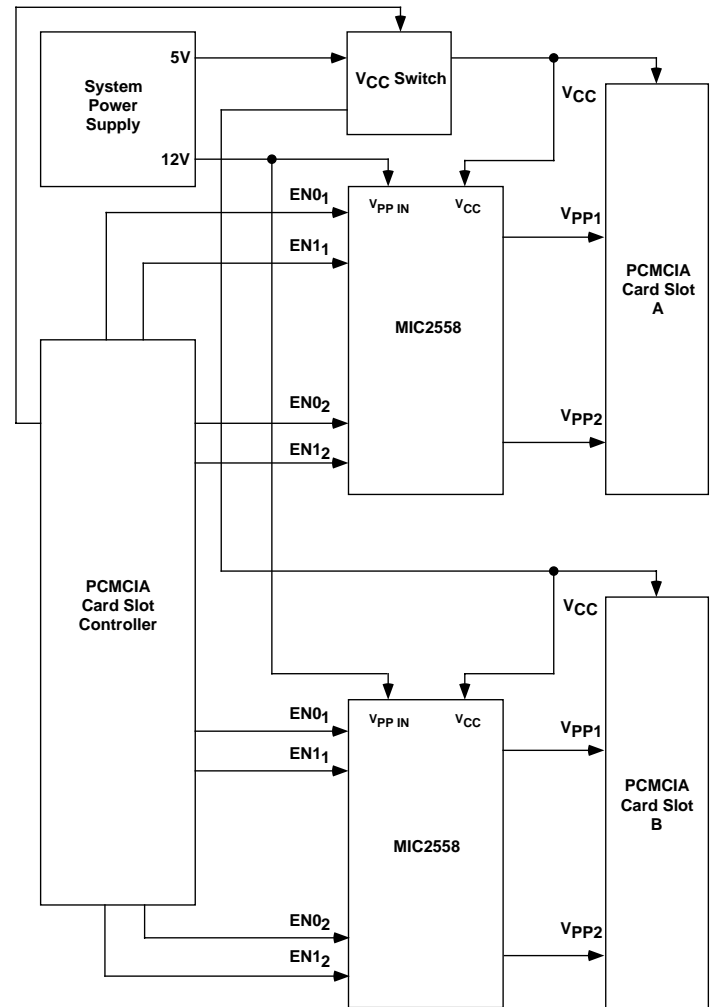 5V
System
Power
Supply
12V
VCC Switch
VCC
EN01
EN11
VPP IN
VCC
VPP1
MIC2558
PCMCIA
Card Slot
A
EN02
EN12
VPP2
PCMCIA
Card Slot
Controller
VCC
EN01
EN11
VPP IN
VCC
VPP1
MIC2558
PCMCIA
Card Slot
B
EN02
EN12
VPP2